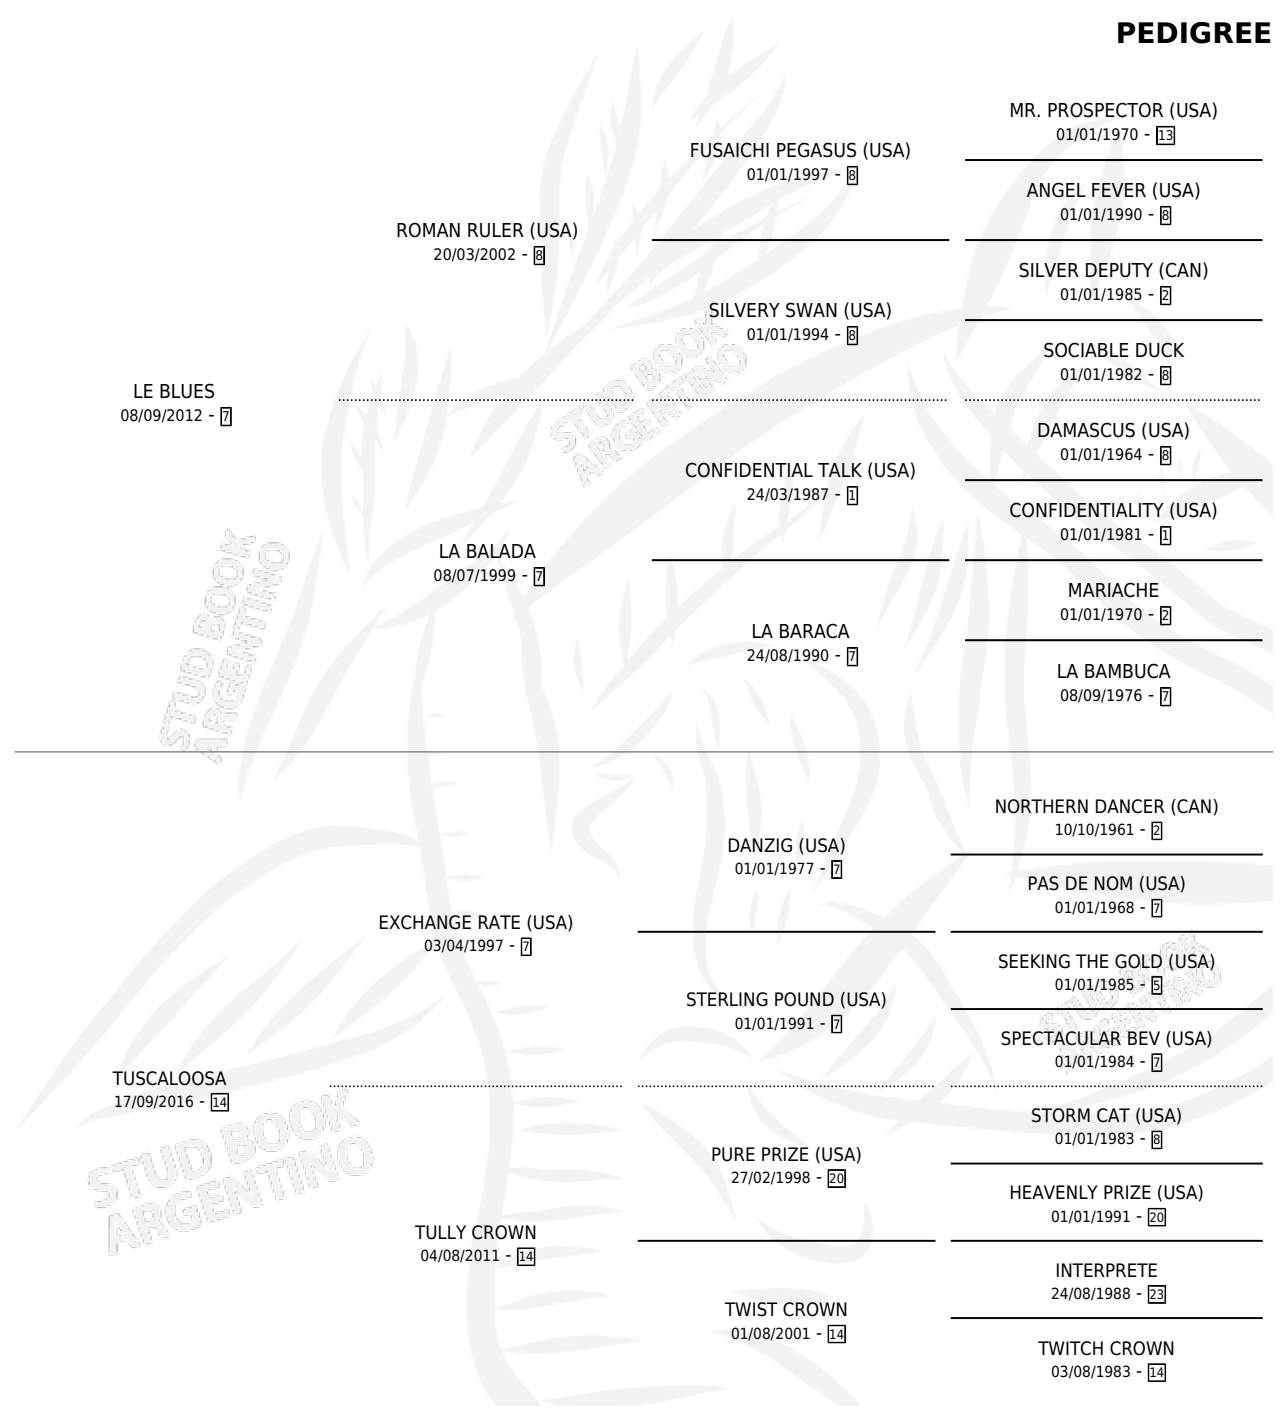 PEDIGREE
MR. PROSPECTOR (USA)
01/01/1970 - 13
FUSAICHI PEGASUS (USA)
01/01/1997 - 8
ANGEL FEVER (USA)
01/01/1990 - 8
ROMAN RULER (USA)
20/03/2002 - 8
SILVER DEPUTY (CAN)
01/01/1985 - 2
SILVERY SWAN (USA)
01/01/1994 - 8
SOCIABLE DUCK
01/01/1982 - 8
LE BLUES
08/09/2012 - 7
DAMASCUS (USA)
01/01/1964 - 8
CONFIDENTIAL TALK (USA)
24/03/1987 - 1
CONFIDENTIALITY (USA)
01/01/1981 - 1
LA BALADA
08/07/1999 - 7
MARIACHE
01/01/1970 - 2
LA BARACA
24/08/1990 - 7
LA BAMBUCA
08/09/1976 - 7
NORTHERN DANCER (CAN)
10/10/1961 - 2
DANZIG (USA)
01/01/1977 - 7
PAS DE NOM (USA)
01/01/1968 - 7
EXCHANGE RATE (USA)
03/04/1997 - 7
SEEKING THE GOLD (USA)
01/01/1985 - 5
STERLING POUND (USA)
01/01/1991 - 7
SPECTACULAR BEV (USA)
01/01/1984 - 7
TUSCALOOSA
17/09/2016 - 14
STORM CAT (USA)
01/01/1983 - 8
PURE PRIZE (USA)
27/02/1998 - 20
HEAVENLY PRIZE (USA)
01/01/1991 - 20
TULLY CROWN
04/08/2011 - 14
INTERPRETE
24/08/1988 - 23
TWIST CROWN
01/08/2001 - 14
TWITCH CROWN
03/08/1983 - 14
STUD BOOK
ARGENTINO
STUD BOOK
ARGENTINO
STUD BOOK
ARGENTINO
STUD BOOK
ARGENTINO